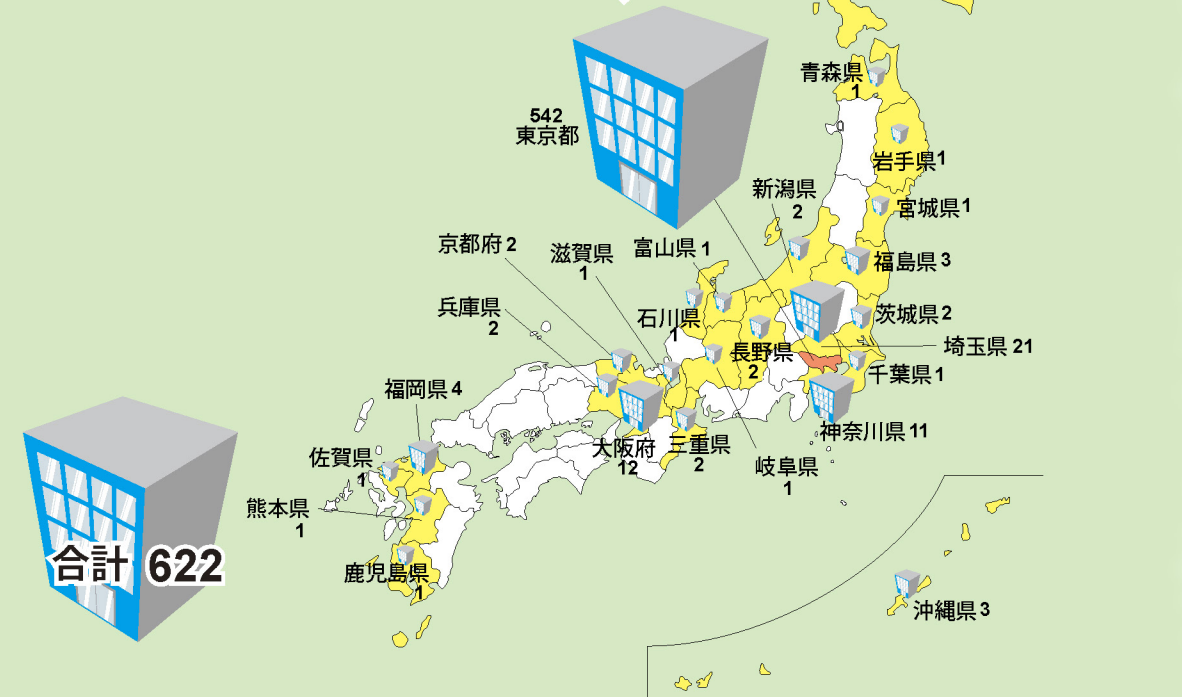 青森県
1
542
東京都
岩手県1
新潟県
2
宮城県1
京都府2
滋賀県
1
富山県1
福島県3
兵庫県
2
石川県
1
茨城県2
長野県
2
埼玉県21
千葉県1
福岡県4
神奈川県11
大阪府
12
三重県
2
岐阜県
1
佐賀県
1
熊本県
1
合計 622
鹿児島県
1
沖縄県3